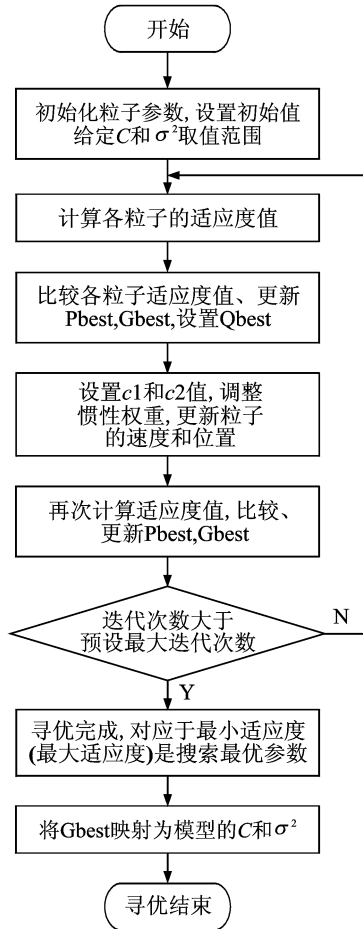 开始
初始化粒子参数, 设置初始值
给定C和σ²取值范围
计算各粒子的适应度值
比较各粒子适应度值、更新
Pbest,Gbest,设置Qbest
设置c1和c2值, 调整
惯性权重, 更新粒子
的速度和位置
再次计算适应度值, 比较、
更新Pbest,Gbest
迭代次数大于
预设最大迭代次数
N
Y
寻优完成, 对应于最小适应度
(最大适应度)是搜索最优参数
将Gbest映射为模型的C和σ²
寻优结束